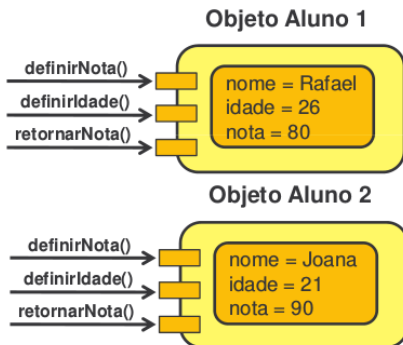 Objeto Aluno 1
definirNota()
definirIdade()
retornarNota()
nome = Rafael
idade = 26
nota = 80
Objeto Aluno 2
definirNota()
definirIdade()
retornarNota()
nome = Joana
idade = 21
nota = 90